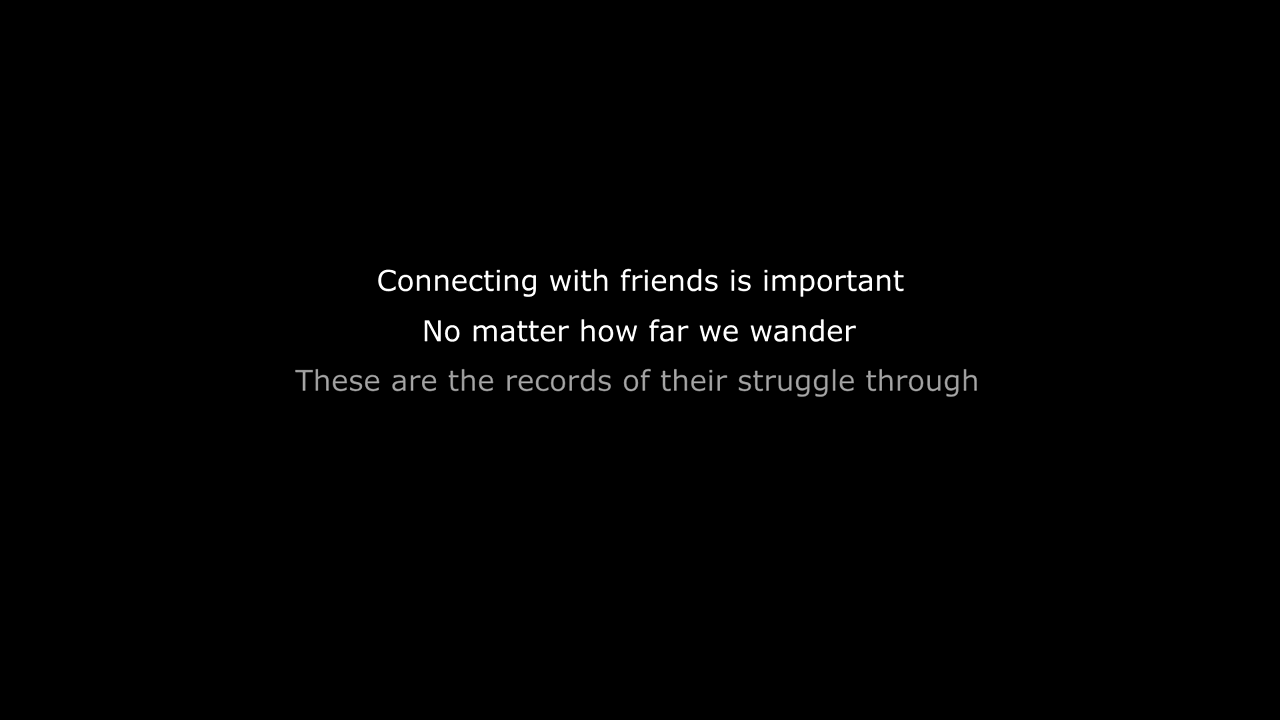 Connecting with friends is important
No matter how far we wander
These are the records of their struggle through